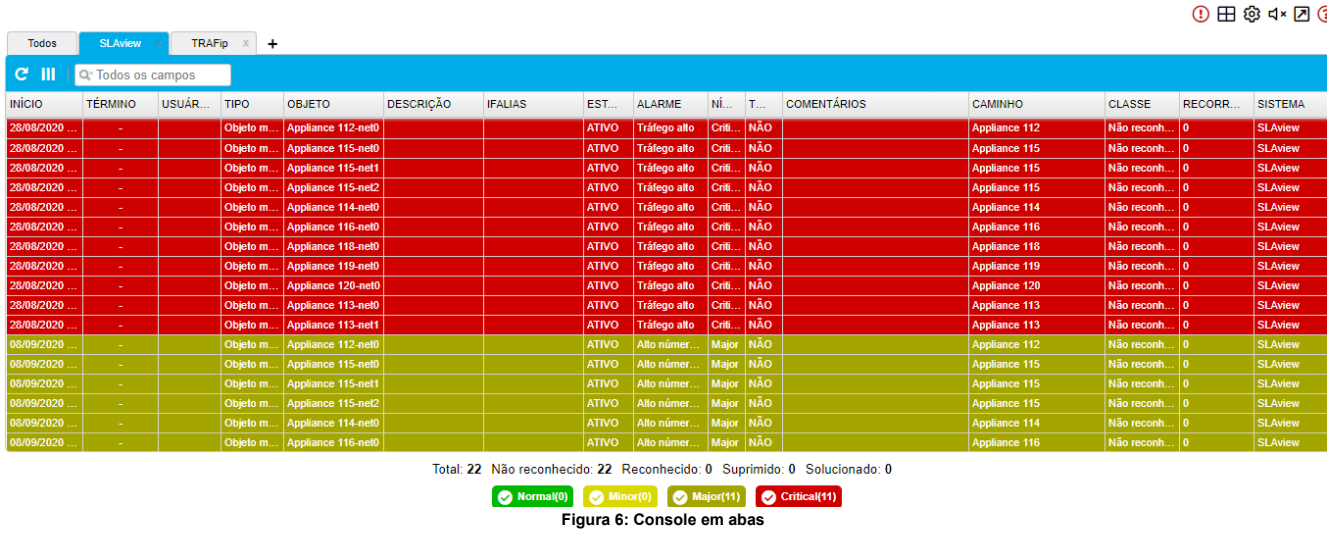 Todos SLAview x TRAFip x +
Todos os campos
INÍCIO TÉRMINO USUÁR... TIPO OBJETO DESCRIÇÃO IFALIAS EST... ALARME NÍ... T... COMENTÁRIOS CAMINHO CLASSE RECORR... SISTEMA
28/08/2020 ... - Objeto m... Appliance 112-net0 ATIVO Tráfego alto Criti... NÃO Appliance 112 Não reconh... 0 SLAview
28/08/2020 ... - Objeto m... Appliance 115-net0 ATIVO Tráfego alto Criti... NÃO Appliance 115 Não reconh... 0 SLAview
28/08/2020 ... - Objeto m... Appliance 115-net1 ATIVO Tráfego alto Criti... NÃO Appliance 115 Não reconh... 0 SLAview
28/08/2020 ... - Objeto m... Appliance 115-net2 ATIVO Tráfego alto Criti... NÃO Appliance 115 Não reconh... 0 SLAview
28/08/2020 ... - Objeto m... Appliance 114-net0 ATIVO Tráfego alto Criti... NÃO Appliance 114 Não reconh... 0 SLAview
28/08/2020 ... - Objeto m... Appliance 116-net0 ATIVO Tráfego alto Criti... NÃO Appliance 116 Não reconh... 0 SLAview
28/08/2020 ... - Objeto m... Appliance 118-net0 ATIVO Tráfego alto Criti... NÃO Appliance 118 Não reconh... 0 SLAview
28/08/2020 ... - Objeto m... Appliance 119-net0 ATIVO Tráfego alto Criti... NÃO Appliance 119 Não reconh... 0 SLAview
28/08/2020 ... - Objeto m... Appliance 120-net0 ATIVO Tráfego alto Criti... NÃO Appliance 120 Não reconh... 0 SLAview
28/08/2020 ... - Objeto m... Appliance 113-net0 ATIVO Tráfego alto Criti... NÃO Appliance 113 Não reconh... 0 SLAview
28/08/2020 ... - Objeto m... Appliance 113-net1 ATIVO Tráfego alto Criti... NÃO Appliance 113 Não reconh... 0 SLAview
08/09/2020 ... - Objeto m... Appliance 112-net0 ATIVO Alto númer... Major NÃO Appliance 112 Não reconh... 0 SLAview
08/09/2020 ... - Objeto m... Appliance 115-net0 ATIVO Alto númer... Major NÃO Appliance 115 Não reconh... 0 SLAview
08/09/2020 ... - Objeto m... Appliance 115-net1 ATIVO Alto númer... Major NÃO Appliance 115 Não reconh... 0 SLAview
08/09/2020 ... - Objeto m... Appliance 115-net2 ATIVO Alto númer... Major NÃO Appliance 115 Não reconh... 0 SLAview
08/09/2020 ... - Objeto m... Appliance 114-net0 ATIVO Alto númer... Major NÃO Appliance 114 Não reconh... 0 SLAview
08/09/2020 ... - Objeto m... Appliance 116-net0 ATIVO Alto númer... Major NÃO Appliance 116 Não reconh... 0 SLAview
Total: 22 Não reconhecido: 22 Reconhecido: 0 Suprimido: 0 Solucionado: 0
Normal(0) Minor(0) Major(11) Critical(11)
Figura 6: Console em abas